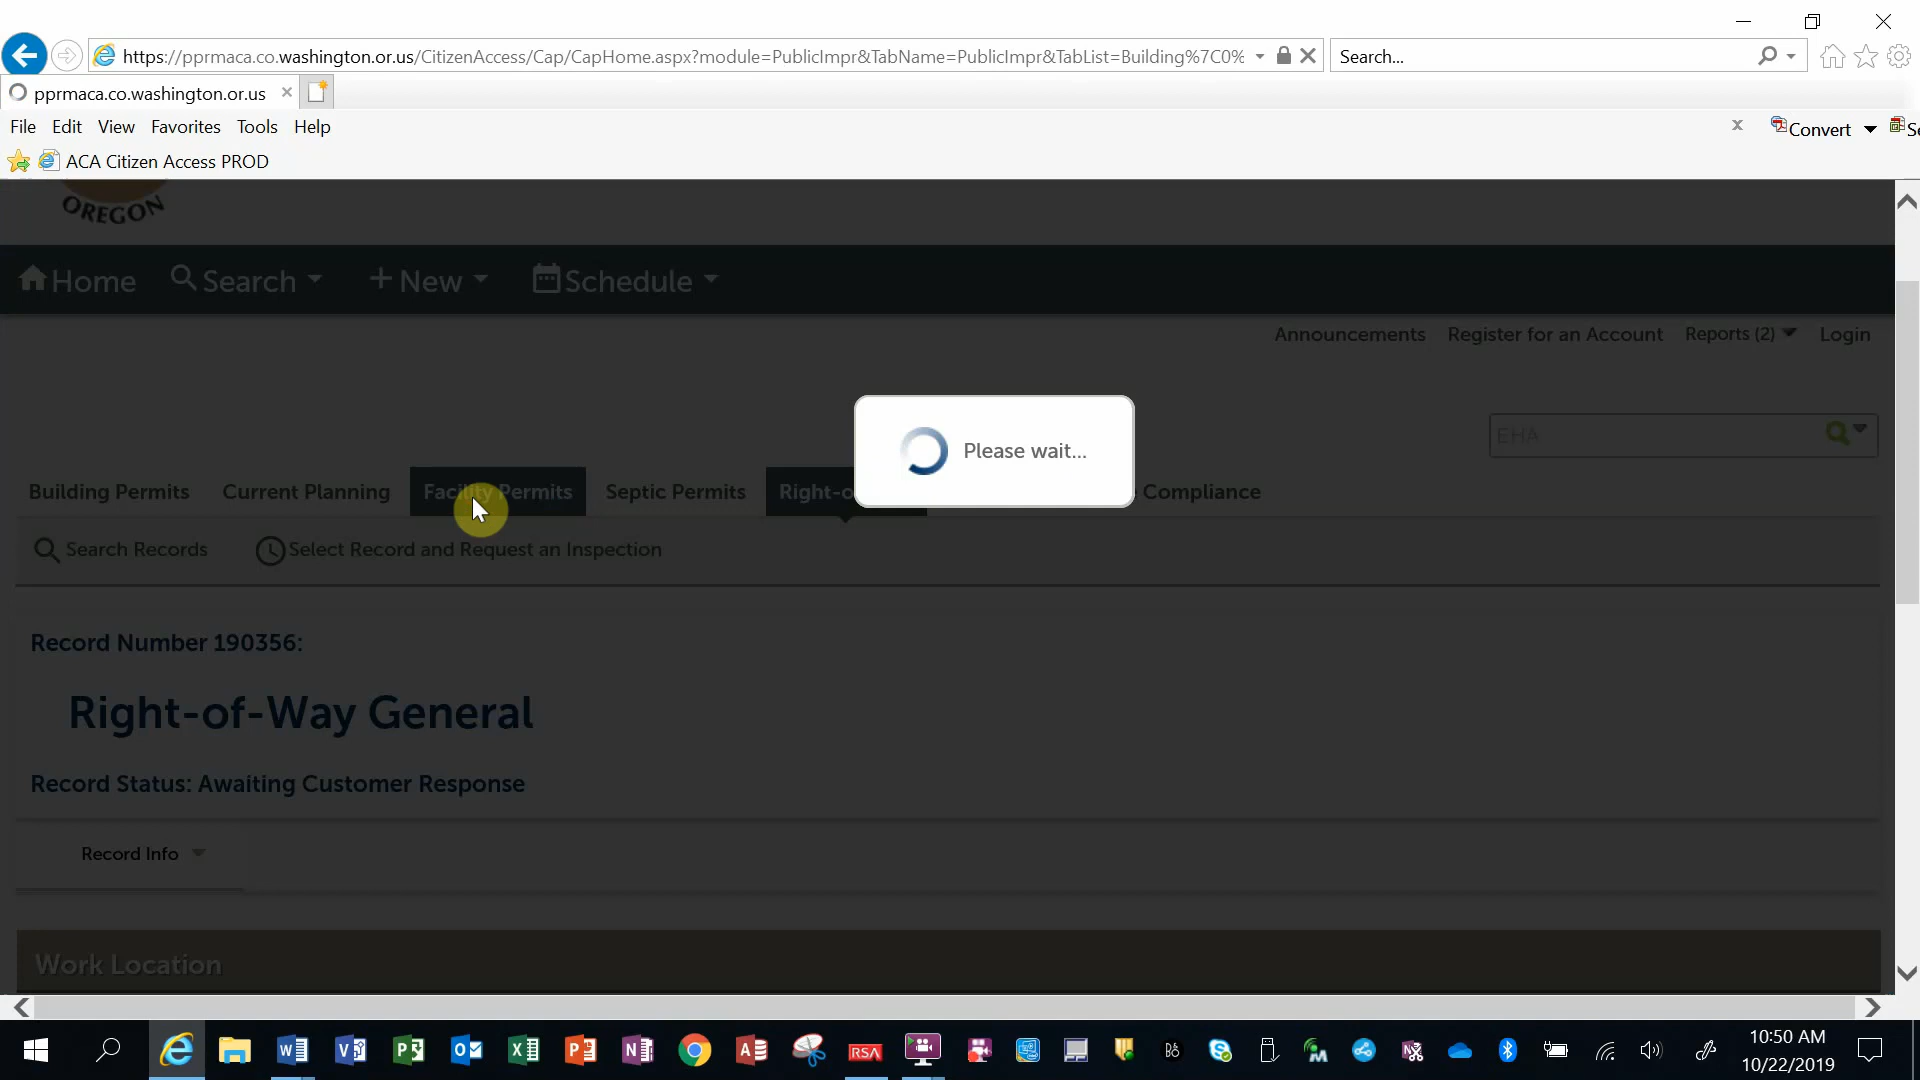 https://pprmaca.co.washington.or.us/CitizenAccess/Cap/CapHome.aspx?module=PublicImpr&TabName=PublicImpr&TabList=Building%7C0%
Search...
pprmaca.co.washington.or.us
File Edit View Favorites Tools Help
Convert
ACA Citizen Access PROD
OREGON
Home Search New Schedule
Announcements Register for an Account Reports (2) Login
EHA
Please wait...
Building Permits Current Planning Facility Permits Septic Permits Right-o Compliance
Search Records Select Record and Request an Inspection
Record Number 190356:
Right-of-Way General
Record Status: Awaiting Customer Response
Record Info
Work Location
RSA
10:50 AM
10/22/2019